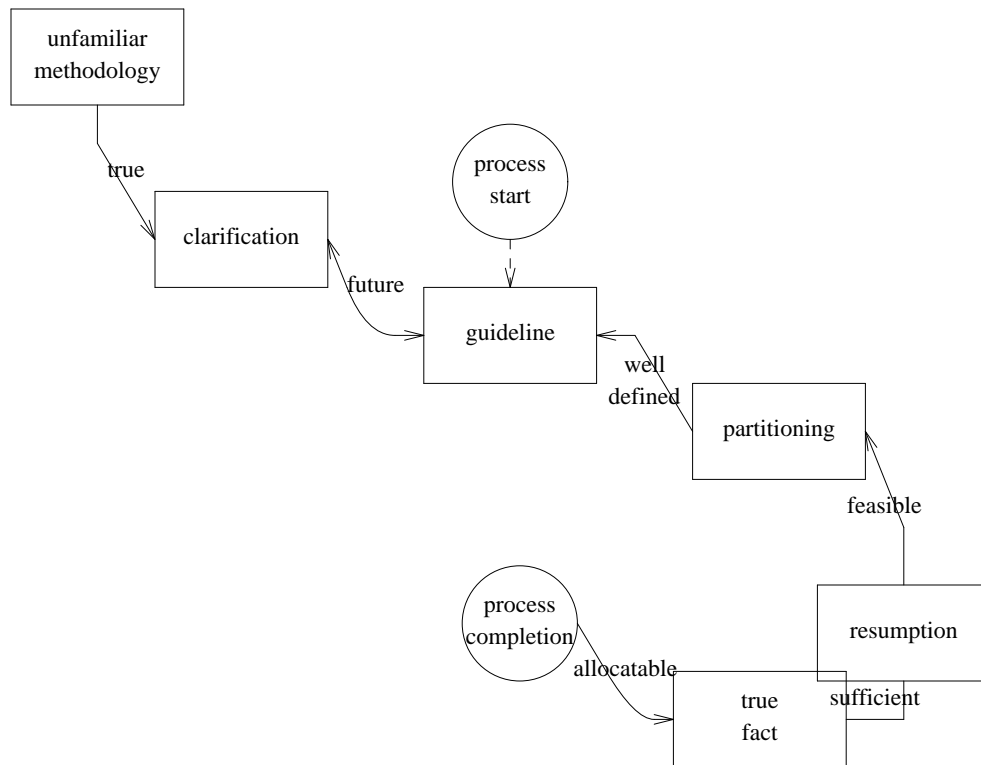 unfamiliar
methodology
true
process
start
clarification
future
guideline
well
defined
partitioning
feasible
process
completion
resumption
allocatable
true
fact
sufficient